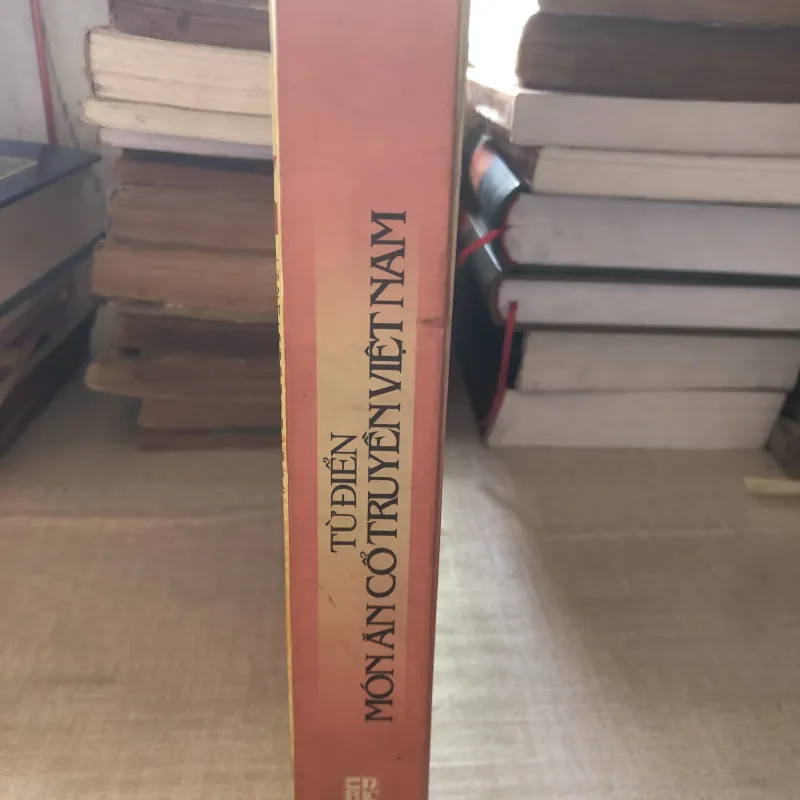 TỪ ĐIỂN
MÓN ĂN CỔ TRUYỀN VIỆT NAM